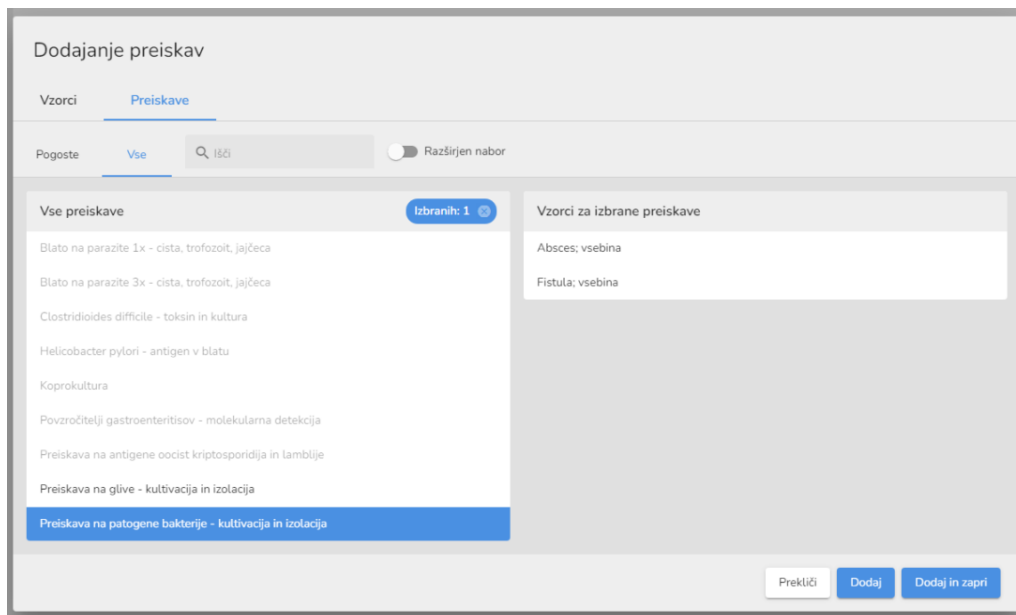 Dodajanje preiskav
Vzorci Preiskave
Pogoste Vse Išči Razširjen nabor
Vse preiskave Izbranih: 1
Blato na parazite 1x - cista, trofozoit, jajčeca
Blato na parazite 3x - cista, trofozoit, jajčeca
Clostridioides difficile - toksin in kultura
Helicobacter pylori - antigen v blatu
Koprokultura
Povzročitelji gastroenteritisov - molekularna detekcija
Preiskava na antigene oocist kriptosporidija in lamblije
Preiskava na glive - kultivacija in izolacija
Preiskava na patogene bakterije - kultivacija in izolacija
Vzorci za izbrane preiskave
Absces; vsebina
Fistula; vsebina
Prekliči Dodaj Dodaj in zapri